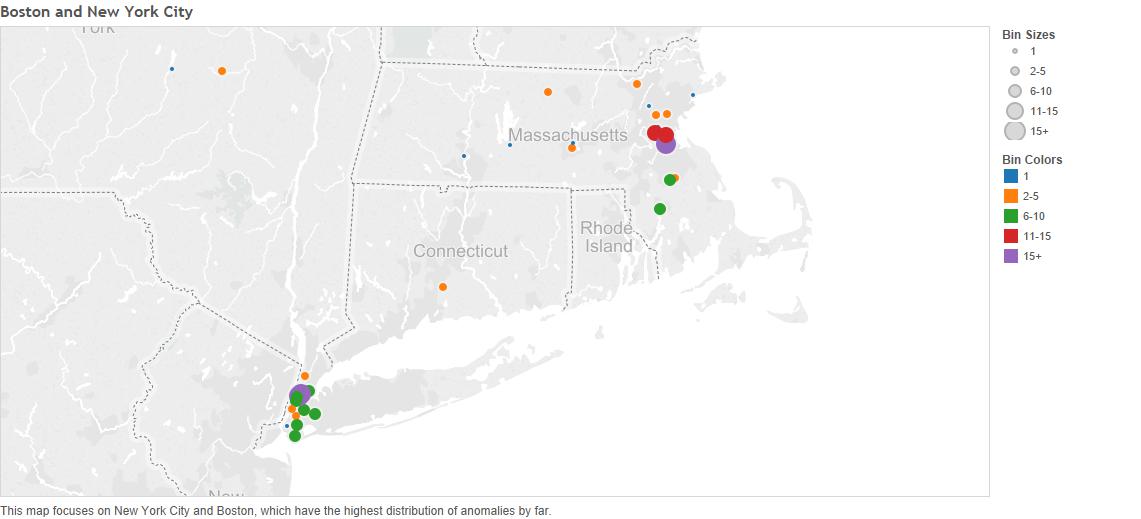 Boston and New York City
York
Massachusetts
Rhode
Island
Connecticut
New
Bin Sizes
1
2-5
6-10
11-15
15+
Bin Colors
1
2-5
6-10
11-15
15+
This map focuses on New York City and Boston, which have the highest distribution of anomalies by far.